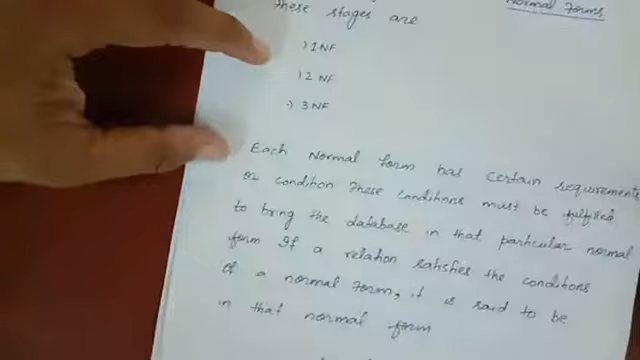 Normal Forms
these stages are
1) 1NF
) 2 NF
) 3 NF
Each Normal form has certain requirements
or condition these conditions must be fulfilled
to bring the database in that particular normal
form If a relation satisfies the conditions
of a normal form, it is said to be
in that normal form